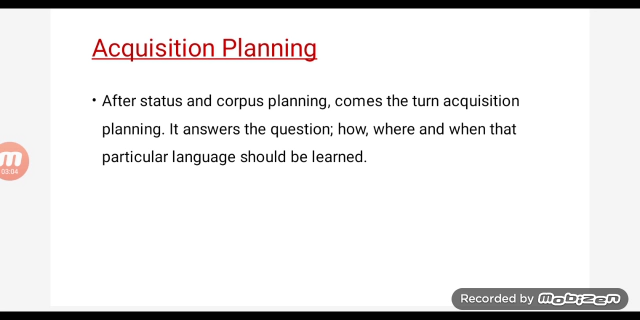 Acquisition Planning
• After status and corpus planning, comes the turn acquisition
planning. It answers the question; how, where and when that
particular language should be learned.
m
03:04
Recorded by mobizen